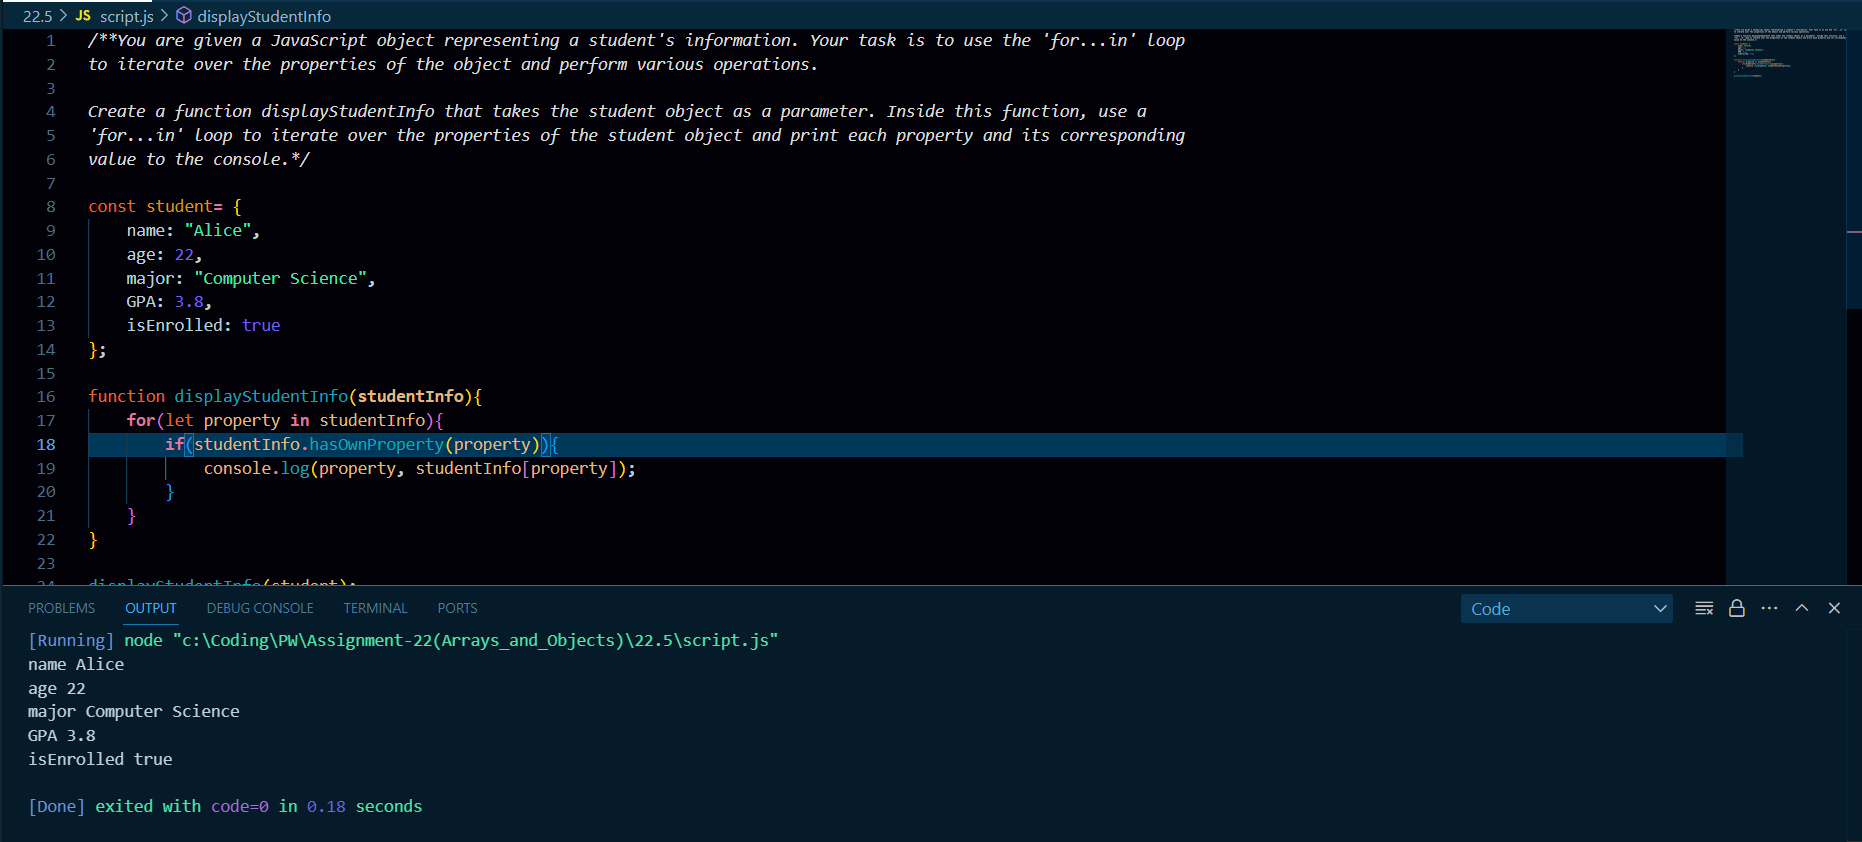 22.5 > JS script.js > displayStudentInfo
1 /**You are given a JavaScript object representing a student's information. Your task is to use the 'for...in' loop
2 to iterate over the properties of the object and perform various operations.
3
4 Create a function displayStudentInfo that takes the student object as a parameter. Inside this function, use a
5 'for...in' loop to iterate over the properties of the student object and print each property and its corresponding
6 value to the console.*/
7
8 const student= {
9 name: "Alice",
10 age: 22,
11 major: "Computer Science",
12 GPA: 3.8,
13 isEnrolled: true
14 };
15
16 function displayStudentInfo(studentInfo){
17 for(let property in studentInfo){
18 if(studentInfo.hasOwnProperty(property)){
19 console.log(property, studentInfo[property]);
20 }
21 }
22 }
23
24 displayStudentInfo(student);
PROBLEMS OUTPUT DEBUG CONSOLE TERMINAL PORTS Code
[Running] node "c:\Coding\PW\Assignment-22(Arrays_and_Objects)\22.5\script.js"
name Alice
age 22
major Computer Science
GPA 3.8
isEnrolled true
[Done] exited with code=0 in 0.18 seconds